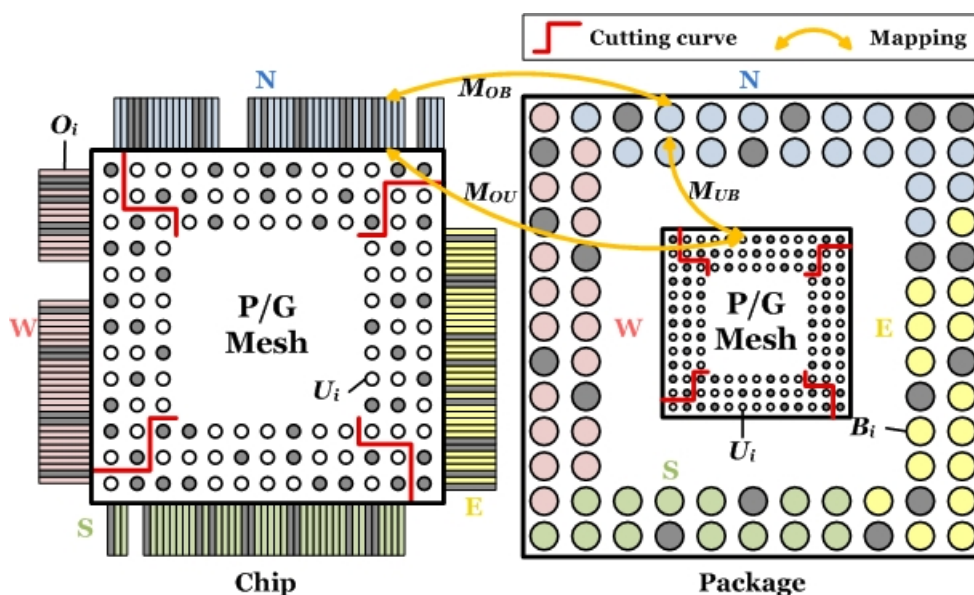 Cutting curve
Mapping
N
N
M_OB
O_i
M_OU
M_UB
P/G
Mesh
W
U_i
P/G
Mesh
W
E
B_i
U_i
S
S
E
Chip
Package